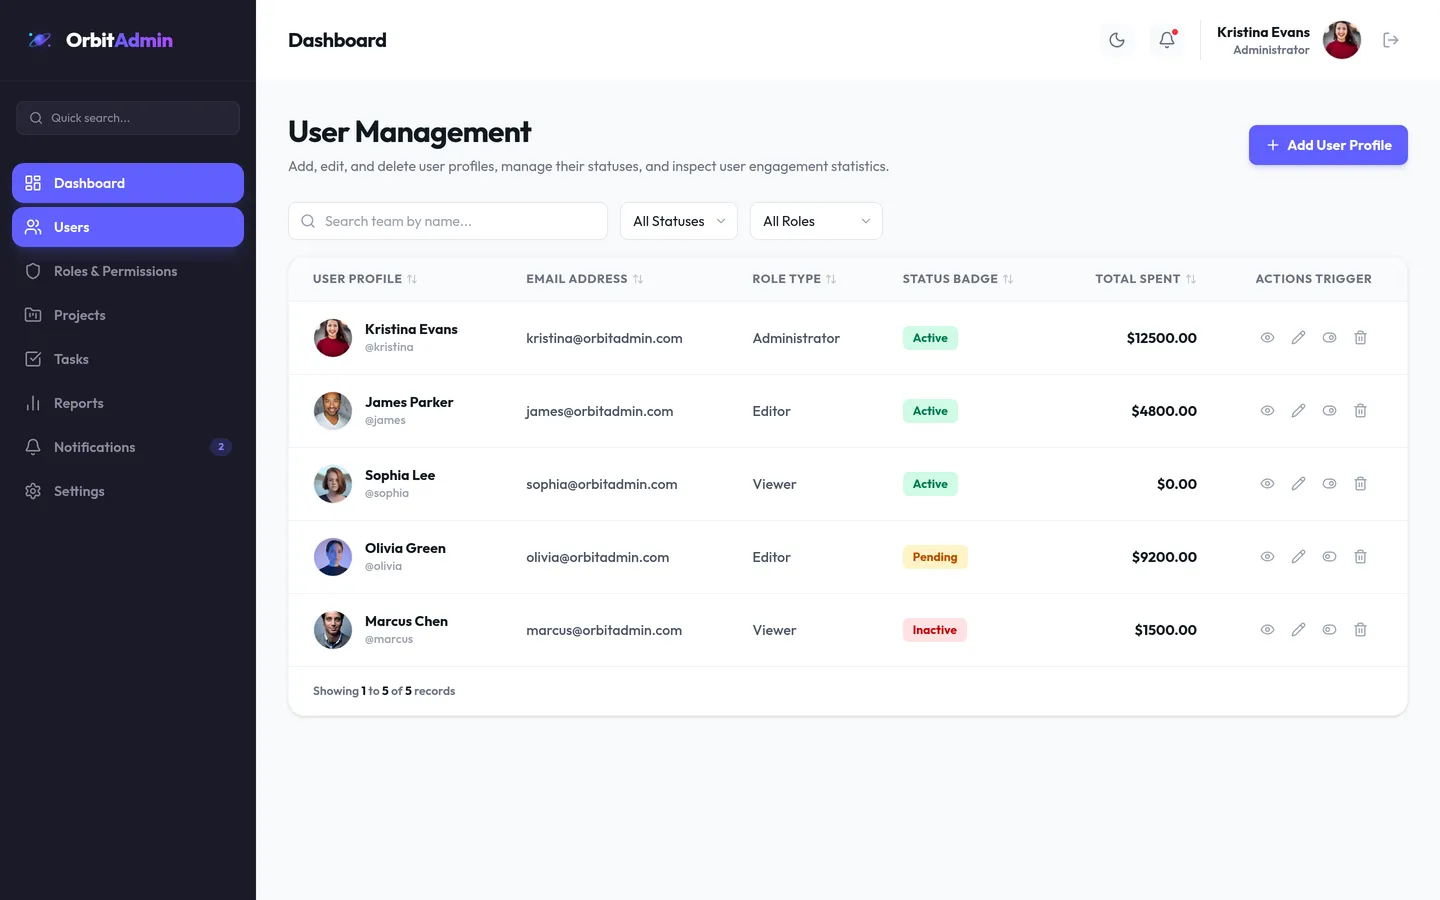 OrbitAdmin
Quick search...
Dashboard
Users
Roles & Permissions
Projects
Tasks
Reports
Notifications 2
Settings
Dashboard
Kristina Evans
Administrator
User Management
Add, edit, and delete user profiles, manage their statuses, and inspect user engagement statistics.
Add User Profile
Search team by name... All Statuses All Roles
USER PROFILE EMAIL ADDRESS ROLE TYPE STATUS BADGE TOTAL SPENT ACTIONS TRIGGER
Kristina Evans
@kristina
kristina@orbitadmin.com Administrator Active $12500.00
James Parker
@james
james@orbitadmin.com Editor Active $4800.00
Sophia Lee
@sophia
sophia@orbitadmin.com Viewer Active $0.00
Olivia Green
@olivia
olivia@orbitadmin.com Editor Pending $9200.00
Marcus Chen
@marcus
marcus@orbitadmin.com Viewer Inactive $1500.00
Showing 1 to 5 of 5 records